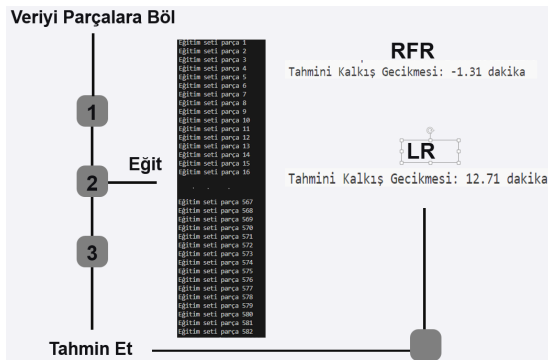 Veriyi Parçalara Böl
1
2
3
Eğit
Tahmin Et
Eğitim seti parça 1
Eğitim seti parça 2
Eğitim seti parça 3
Eğitim seti parça 4
Eğitim seti parça 5
Eğitim seti parça 6
Eğitim seti parça 7
Eğitim seti parça 8
Eğitim seti parça 9
Eğitim seti parça 10
Eğitim seti parça 11
Eğitim seti parça 12
Eğitim seti parça 13
Eğitim seti parça 14
Eğitim seti parça 15
Eğitim seti parça 16
. . .
Eğitim seti parça 567
Eğitim seti parça 568
Eğitim seti parça 569
Eğitim seti parça 570
Eğitim seti parça 571
Eğitim seti parça 572
Eğitim seti parça 573
Eğitim seti parça 574
Eğitim seti parça 575
Eğitim seti parça 576
Eğitim seti parça 577
Eğitim seti parça 578
Eğitim seti parça 579
Eğitim seti parça 580
Eğitim seti parça 581
Eğitim seti parça 582
RFR
Tahmini Kalkış Gecikmesi: -1.31 dakika
LR
Tahmini Kalkış Gecikmesi: 12.71 dakika